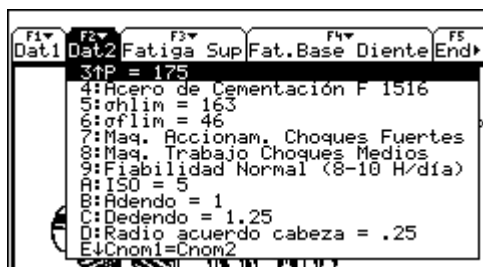 F1▼ F2▼ F3▼ F4▼ F5
Dat1 Dat2 Fatiga Sup Fat.Base Diente End▸
3↑P = 175
4:Acero de Cementación F 1516
5:σhlim = 163
6:σflim = 46
7:Maq. Accionam. Choques Fuertes
8:Maq. Trabajo Choques Medios
9:Fiabilidad Normal (8-10 H/día)
A:ISO = 5
B:Adendo = 1
C:Dedendo = 1.25
D:Radio acuerdo cabeza = .25
E↓Cnom1=Cnom2